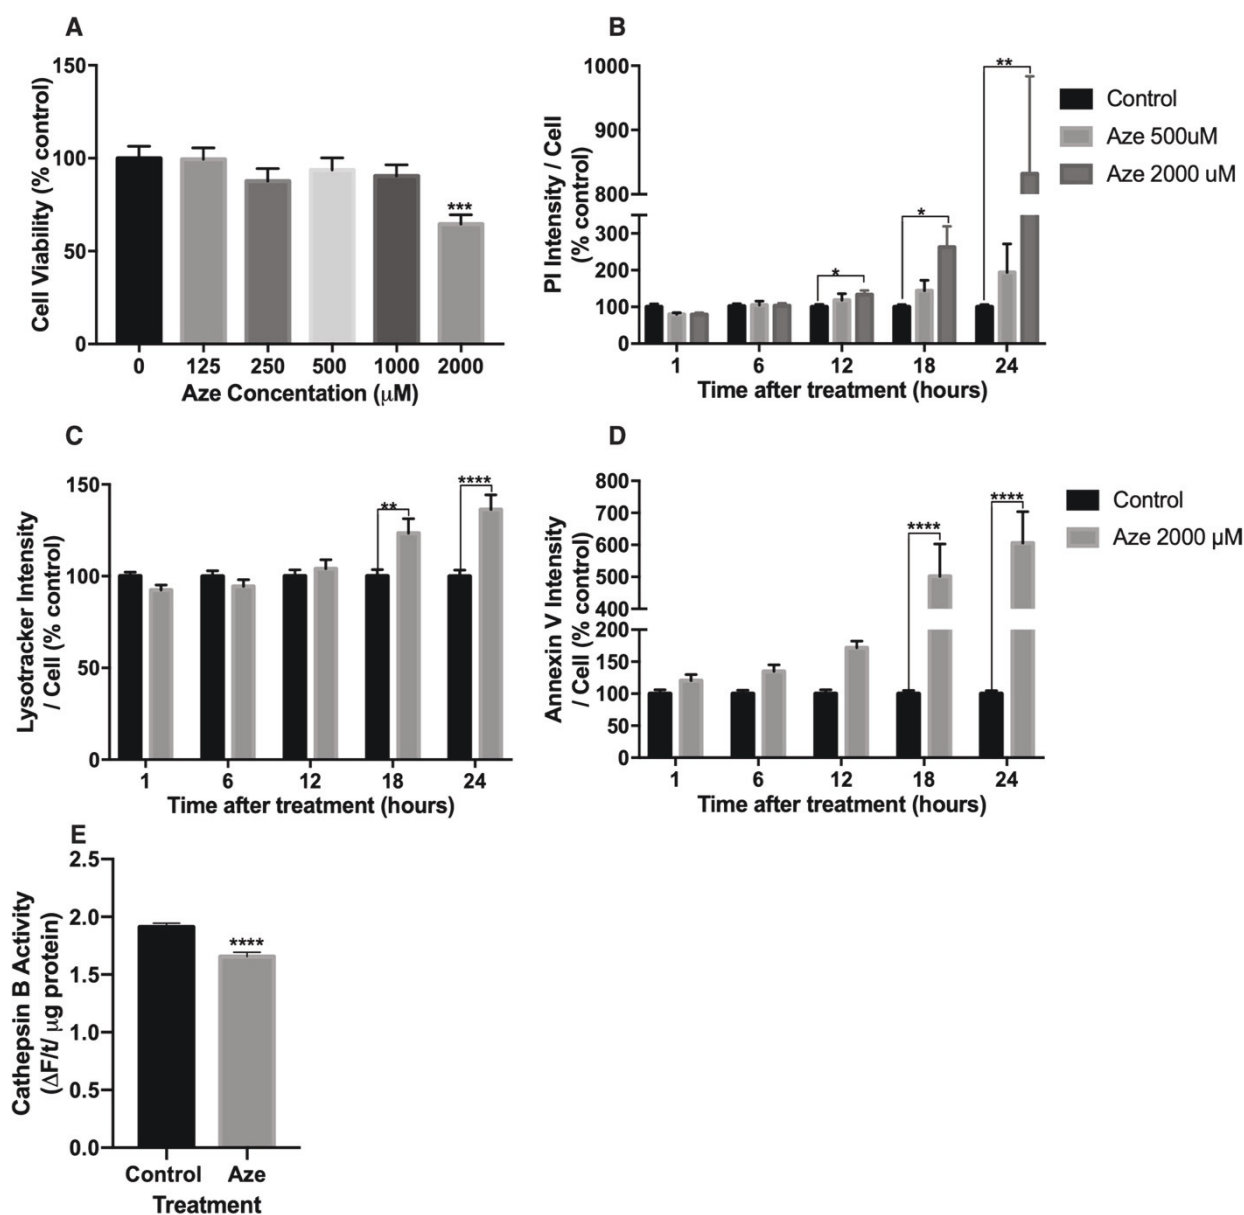 A
Cell Viability (% control)
150
100
50
0
***
0 125 250 500 1000 2000
Aze Concentation (μM)
B
PI Intensity / Cell
(% control)
1000
900
800
300
200
100
0
*
*
**
1 6 12 18 24
Time after treatment (hours)
Control
Aze 500uM
Aze 2000 uM
C
Lysotracker Intensity
/ Cell (% control)
150
100
50
0
**
****
1 6 12 18 24
Time after treatment (hours)
D
Annexin V Intensity
/ Cell (% control)
800
700
600
500
400
200
150
100
50
0
****
****
1 6 12 18 24
Time after treatment (hours)
Control
Aze 2000 μM
E
Cathepsin B Activity
(ΔF/t/ μg protein)
2.5
2.0
1.5
1.0
0.5
0.0
****
Control Aze
Treatment